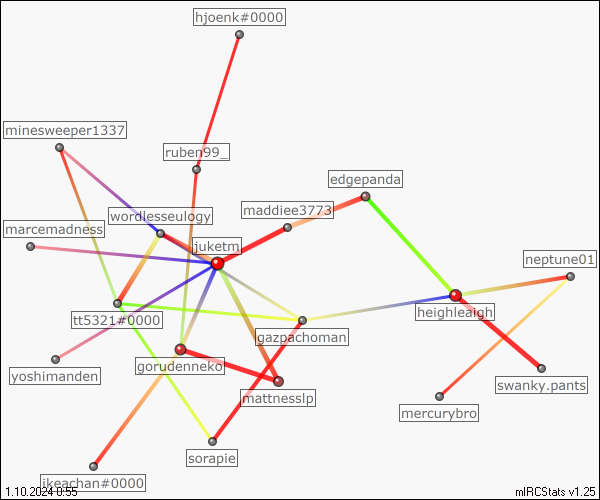 hjoenk#0000
minesweeper1337
ruben99_
edgepanda
wordlesseulogy
maddiee3773
marcemadness
juketm
neptune01
heighleaigh
tt5321#0000
gazpachoman
yoshimanden
gorudenneko
swanky.pants
mattnesslp
mercurybro
sorapie
ikeachan#0000
1.10.2024 0:55
mIRCStats v1.25